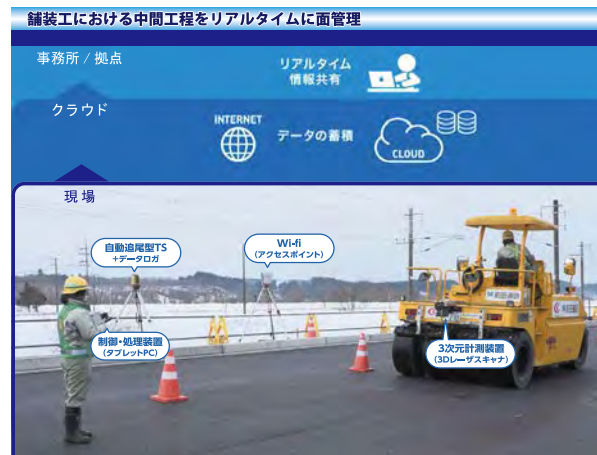 舗装工における中間工程をリアルタイムに面管理
事務所 / 拠点
リアルタイム
情報共有
クラウド
INTERNET
データの蓄積
CLOUD
現場
自動追尾型TS
+データロガ
Wi-fi
(アクセスポイント)
制御・処理装置
(タブレットPC)
3次元計測装置
(3Dレーザスキャナ)